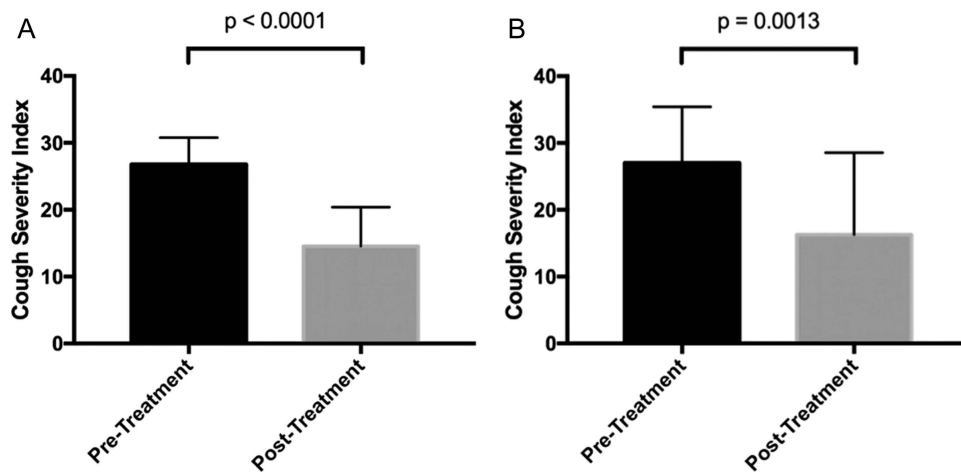 A
p < 0.0001
Cough Severity Index
40
30
20
10
0
Pre-Treatment
Post-Treatment
B
p = 0.0013
Cough Severity Index
40
30
20
10
0
Pre-Treatment
Post-Treatment